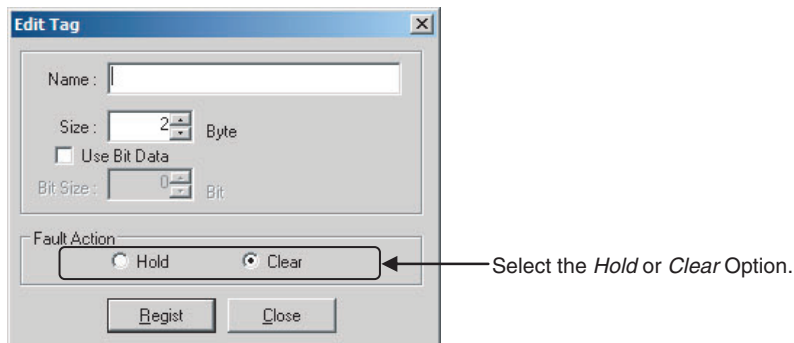 Edit Tag
Name :
Size : 2 Byte
Use Bit Data
Bit Size : 0 Bit
Fault Action
Hold Clear
Select the Hold or Clear Option.
Regist Close